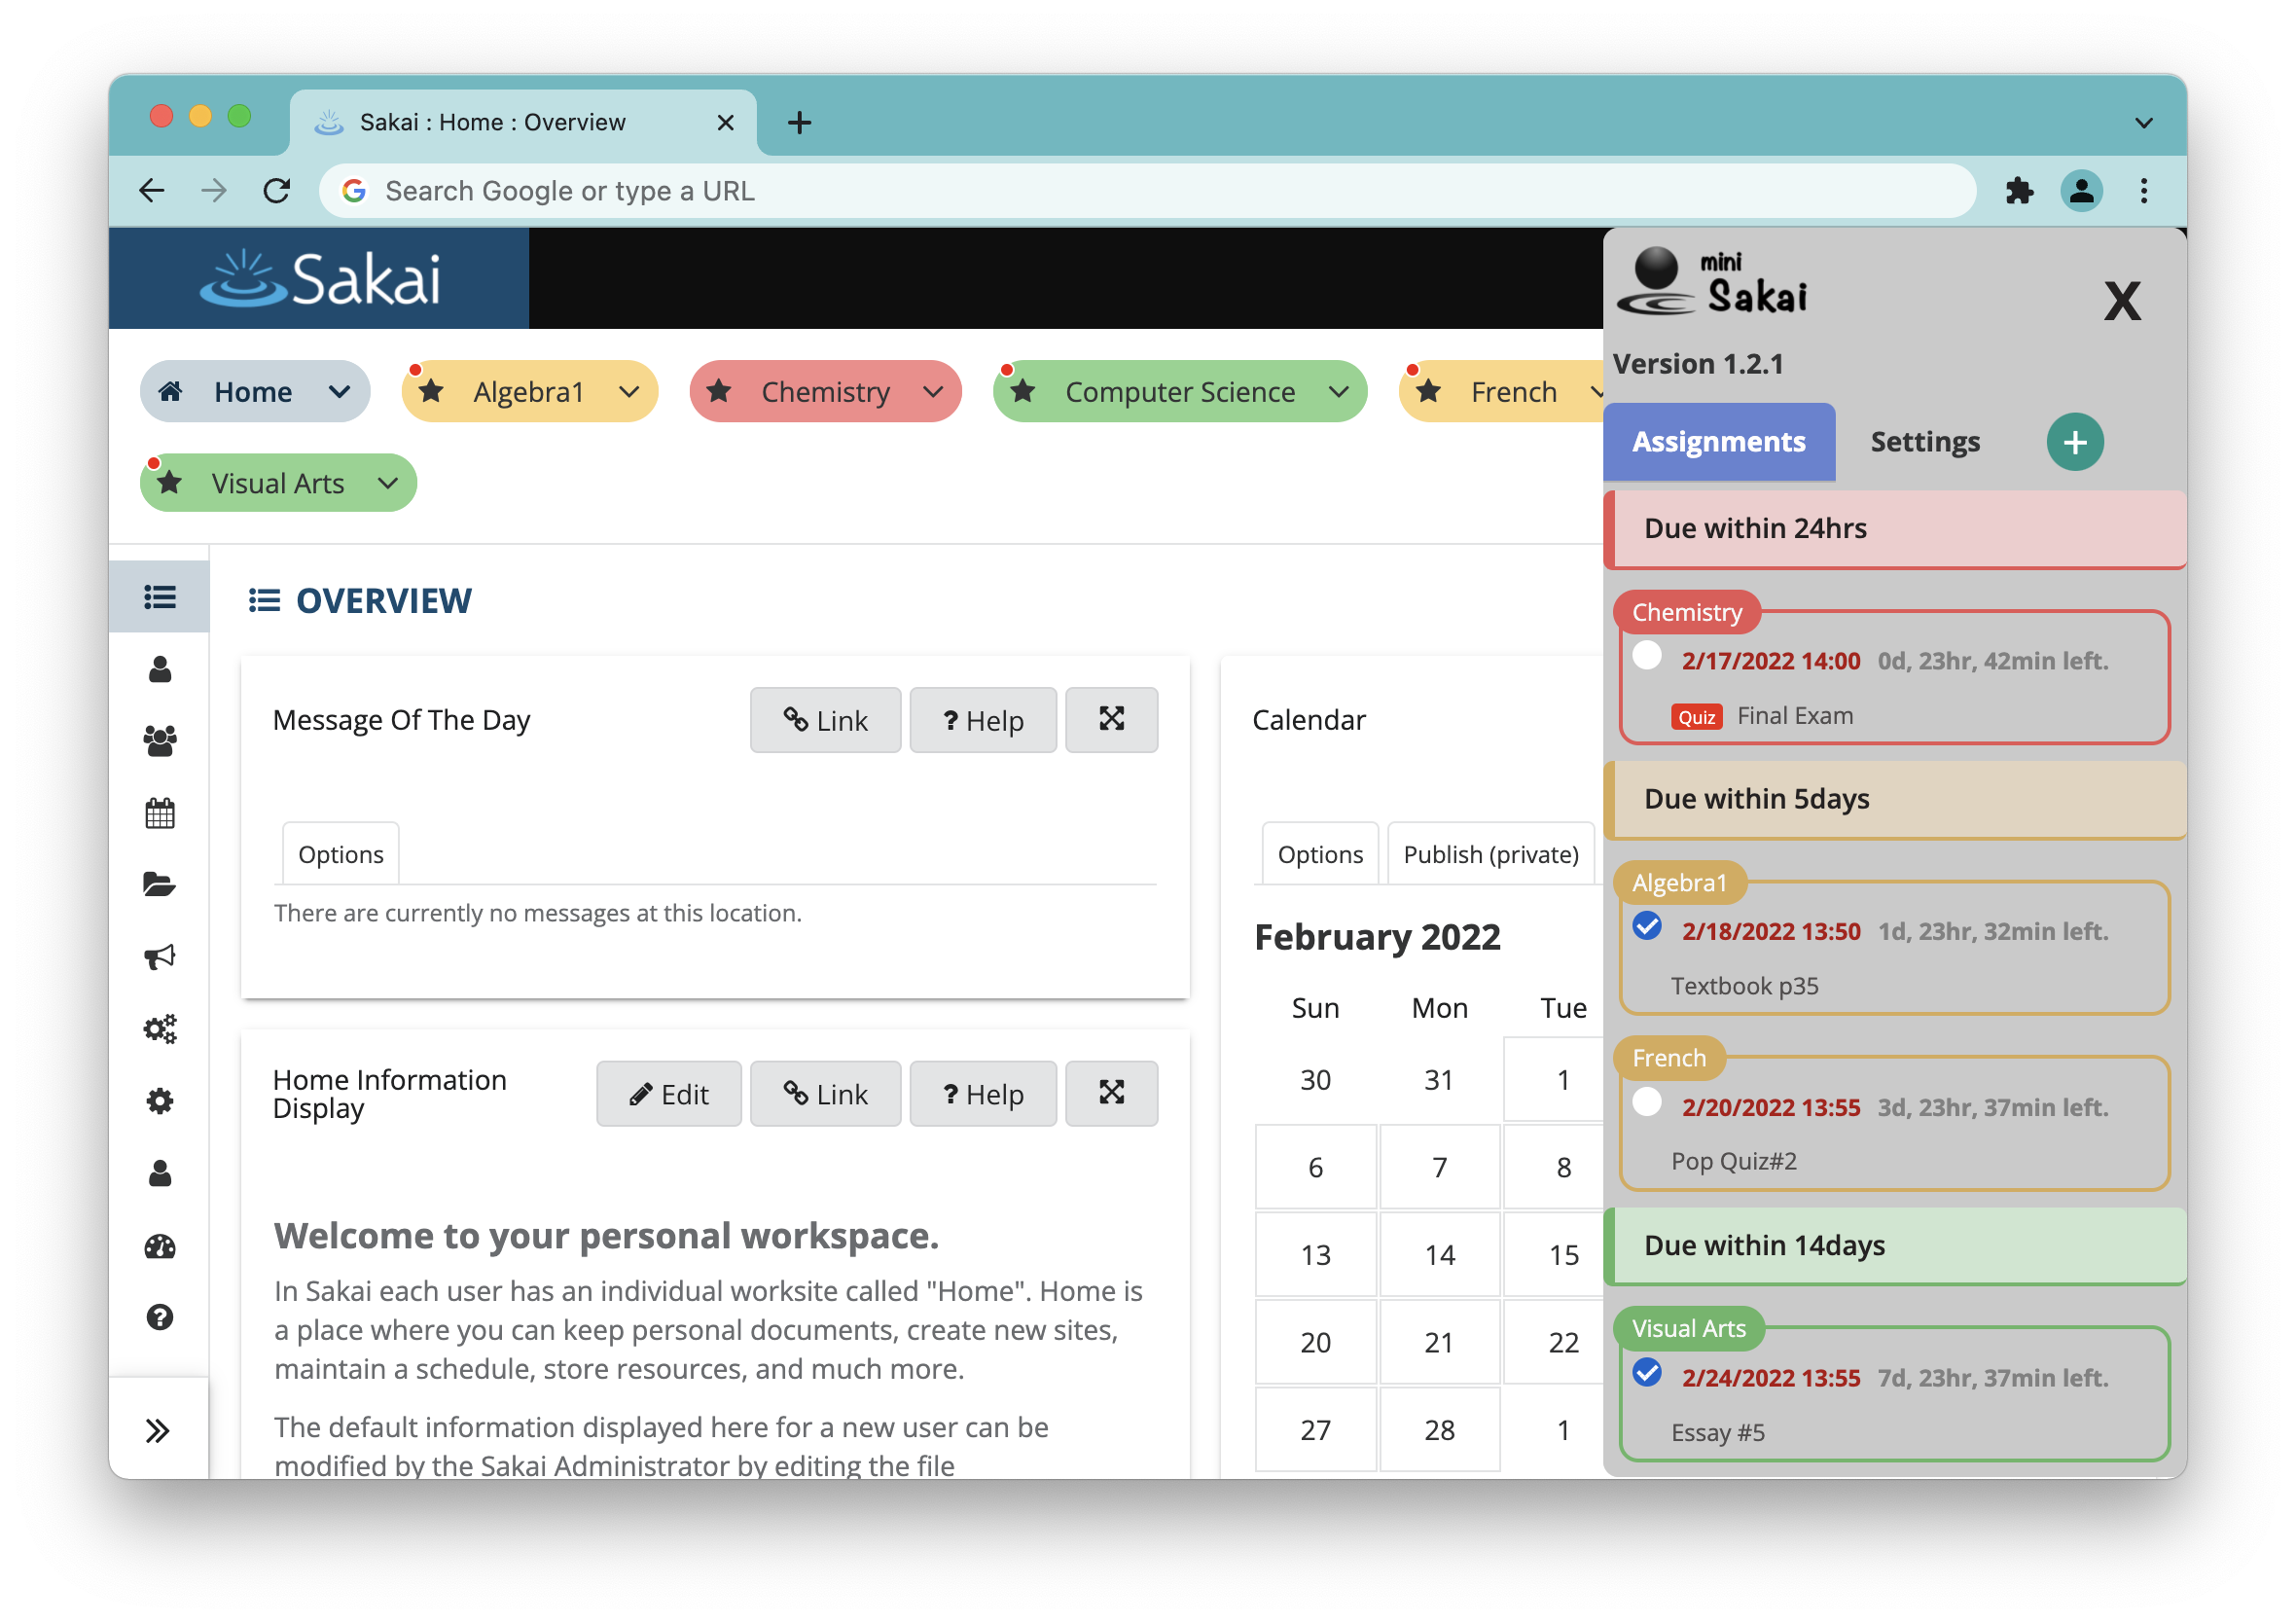 Sakai : Home : Overview
Search Google or type a URL
Sakai
Home
Algebra1
Chemistry
Computer Science
French
Visual Arts
OVERVIEW
Message Of The Day
Link
? Help
Options
There are currently no messages at this location.
Home Information
Display
Edit
Link
? Help
Welcome to your personal workspace.
In Sakai each user has an individual worksite called "Home". Home is
a place where you can keep personal documents, create new sites,
maintain a schedule, store resources, and much more.
The default information displayed here for a new user can be
modified by the Sakai Administrator by editing the file
Calendar
Options
Publish (private)
February 2022
Sun Mon Tue
30 31 1
6 7 8
13 14 15
20 21 22
27 28 1
mini
Sakai
X
Version 1.2.1
Assignments
Settings
+
Due within 24hrs
Chemistry
2/17/2022 14:00 0d, 23hr, 42min left.
Quiz Final Exam
Due within 5days
Algebra1
2/18/2022 13:50 1d, 23hr, 32min left.
Textbook p35
French
2/20/2022 13:55 3d, 23hr, 37min left.
Pop Quiz#2
Due within 14days
Visual Arts
2/24/2022 13:55 7d, 23hr, 37min left.
Essay #5